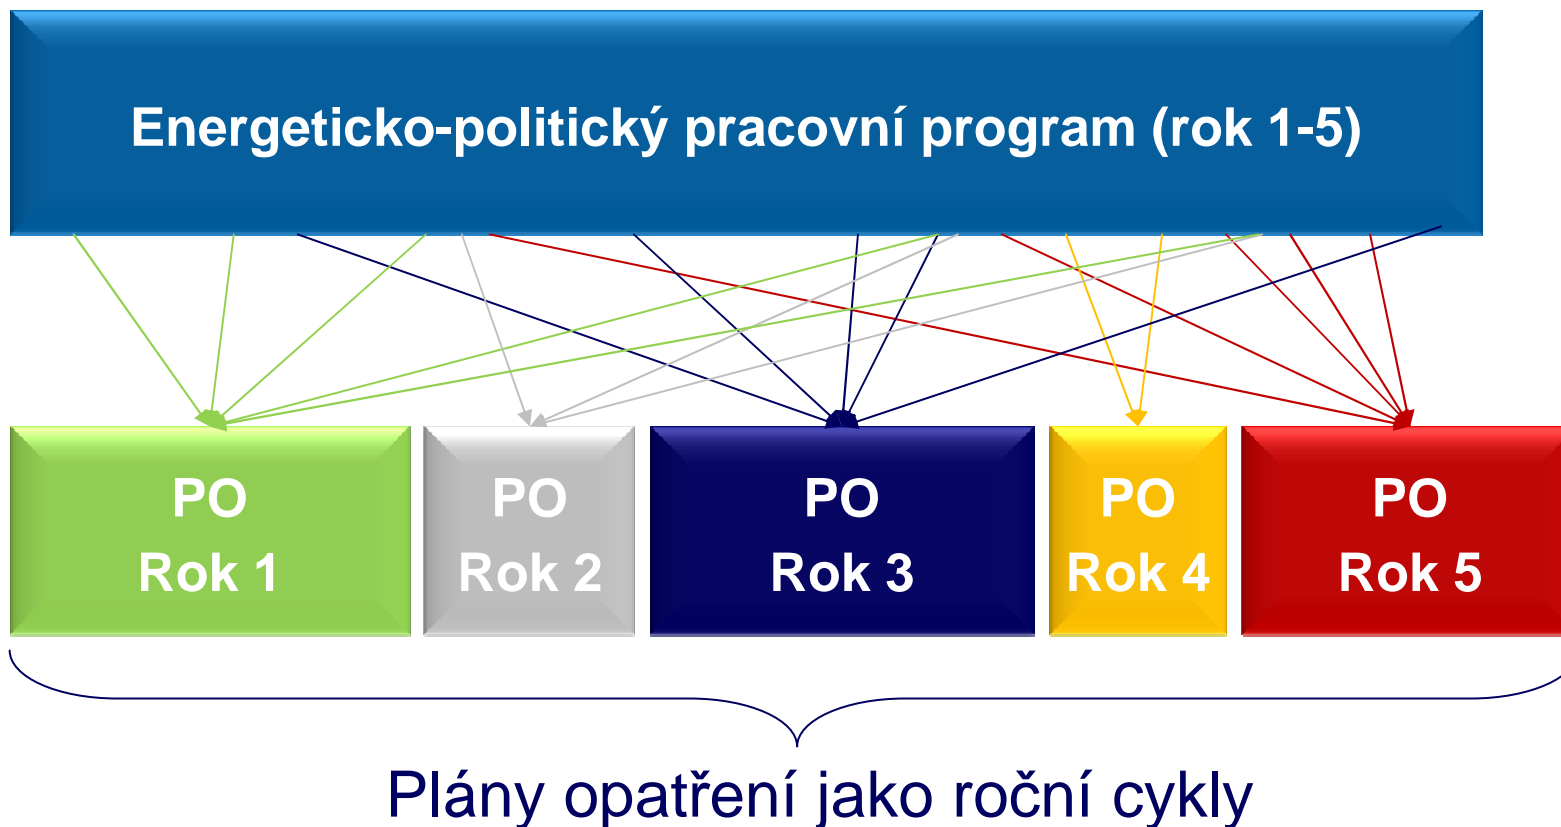 Energeticko-politický pracovní program (rok 1-5)
PO
Rok 1
PO
Rok 2
PO
Rok 3
PO
Rok 4
PO
Rok 5
Plány opatření jako roční cykly